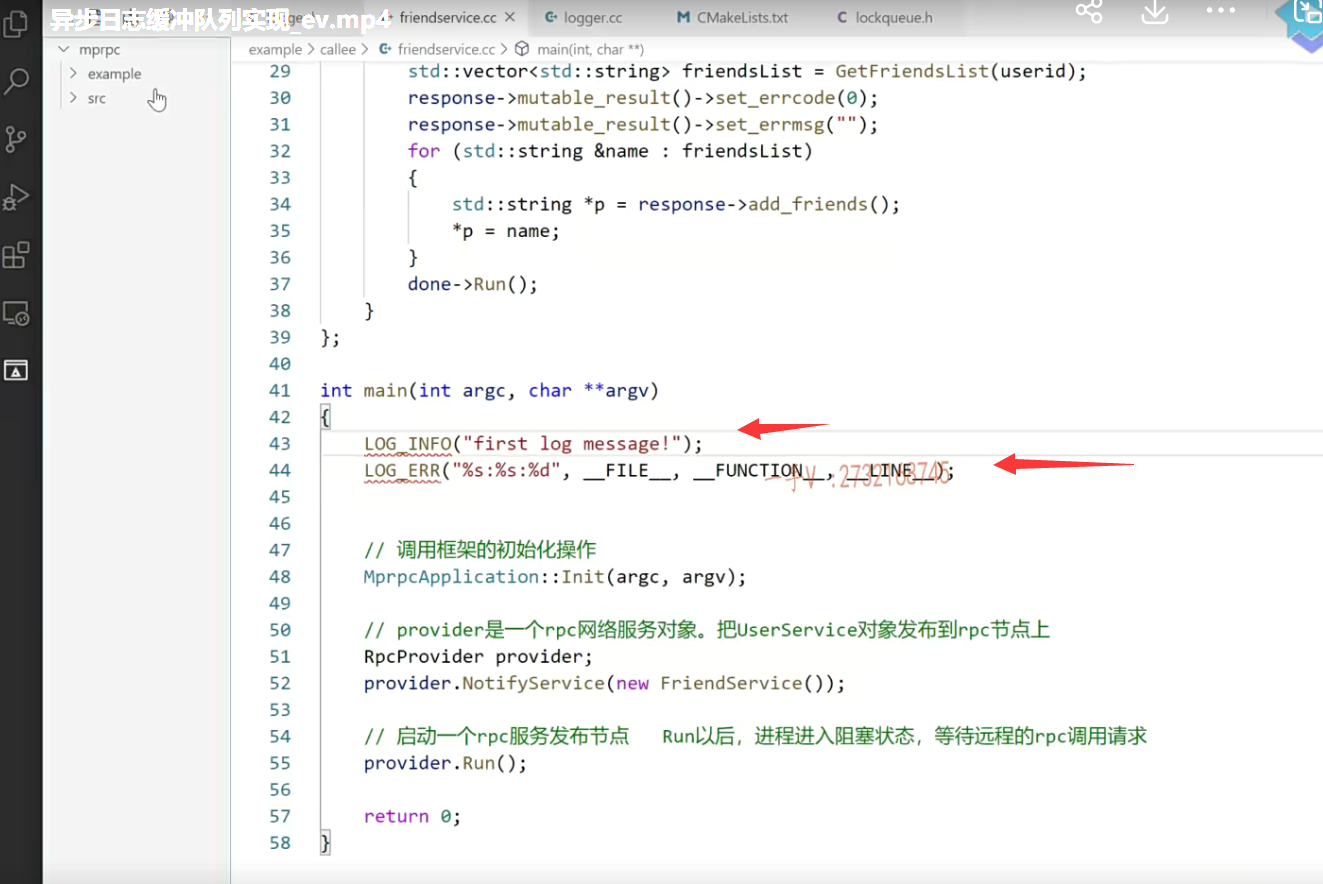 异步日志缓冲队列实现_ev.mp4
friendservice.cc
logger.cc
M CMakeLists.txt
C lockqueue.h
mprpc
example
src
example > callee > friendservice.cc > main(int, char **)
29 std::vector<std::string> friendsList = GetFriendsList(userid);
30 response->mutable_result()->set_errcode(0);
31 response->mutable_result()->set_errmsg("");
32 for (std::string &name : friendsList)
33 {
34 std::string *p = response->add_friends();
35 *p = name;
36 }
37 done->Run();
38 }
39 };
40
41 int main(int argc, char **argv)
42 {
43 LOG_INFO("first log message!");
44 LOG_ERR("%s:%s:%d", __FILE__, __FUNCTION__, __LINE__);
45
46
47 // 调用框架的初始化操作
48 MprpcApplication::Init(argc, argv);
49
50 // provider是一个rpc网络服务对象。把UserService对象发布到rpc节点上
51 RpcProvider provider;
52 provider.NotifyService(new FriendService());
53
54 // 启动一个rpc服务发布节点 Run以后，进程进入阻塞状态，等待远程的rpc调用请求
55 provider.Run();
56
57 return 0;
58 }